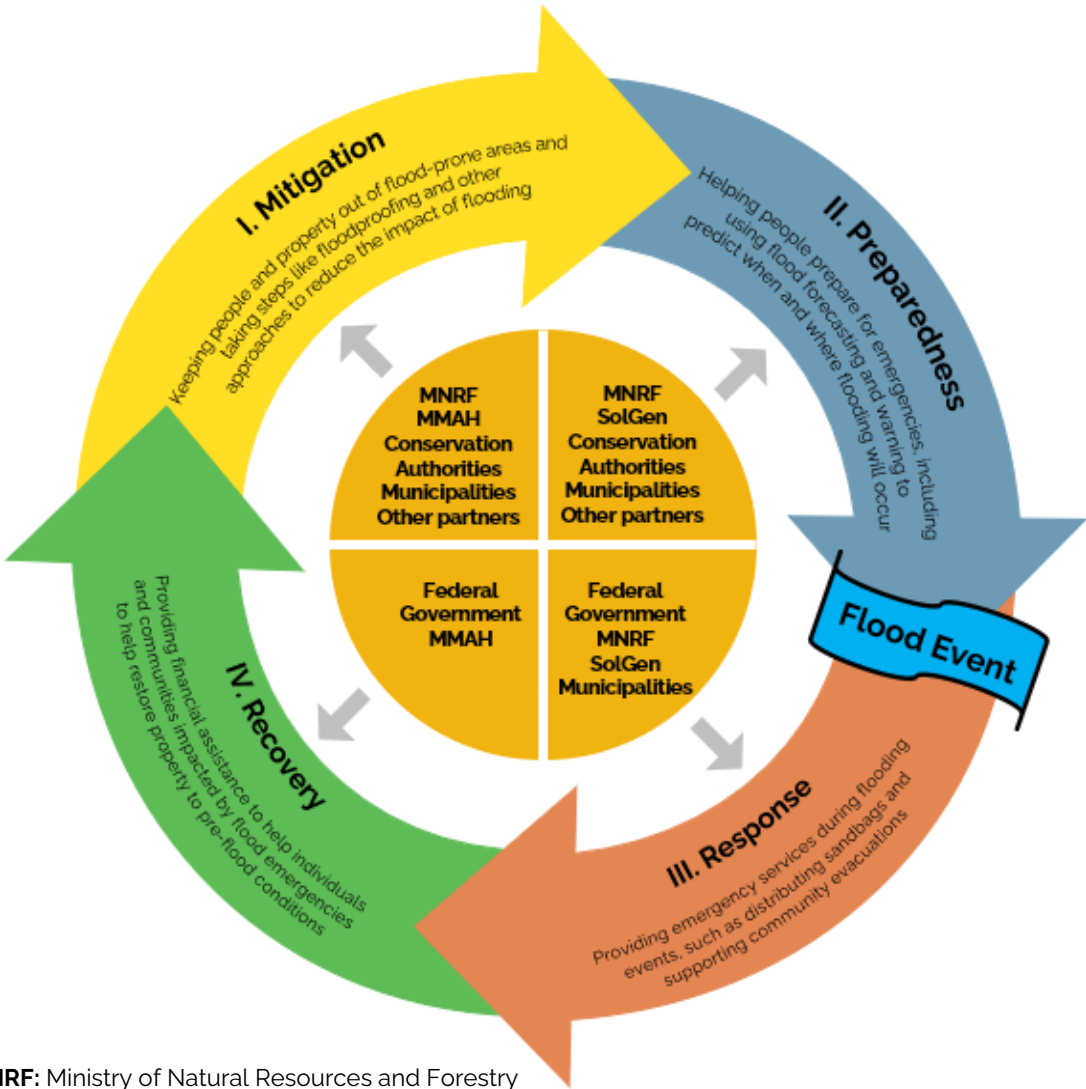 I. Mitigation
Keeping people and property out of flood-prone areas and
taking steps like floodproofing and other
approaches to reduce the impact of flooding
II. Preparedness
Helping people prepare for emergencies, including
using flood forecasting and warning to
predict when and where flooding will occur
MNRF
MMAH
Conservation
Authorities
Municipalities
Other partners
MNRF
SolGen
Conservation
Authorities
Municipalities
Other partners
Federal
Government
MMAH
Federal
Government
MNRF
SolGen
Municipalities
Flood Event
III. Response
Providing emergency services during flooding
events, such as distributing sandbags and
supporting community evacuations
IV. Recovery
Providing financial assistance to help individuals
and communities impacted by flood emergencies
to help restore property to pre-flood conditions
NRF: Ministry of Natural Resources and Forestry